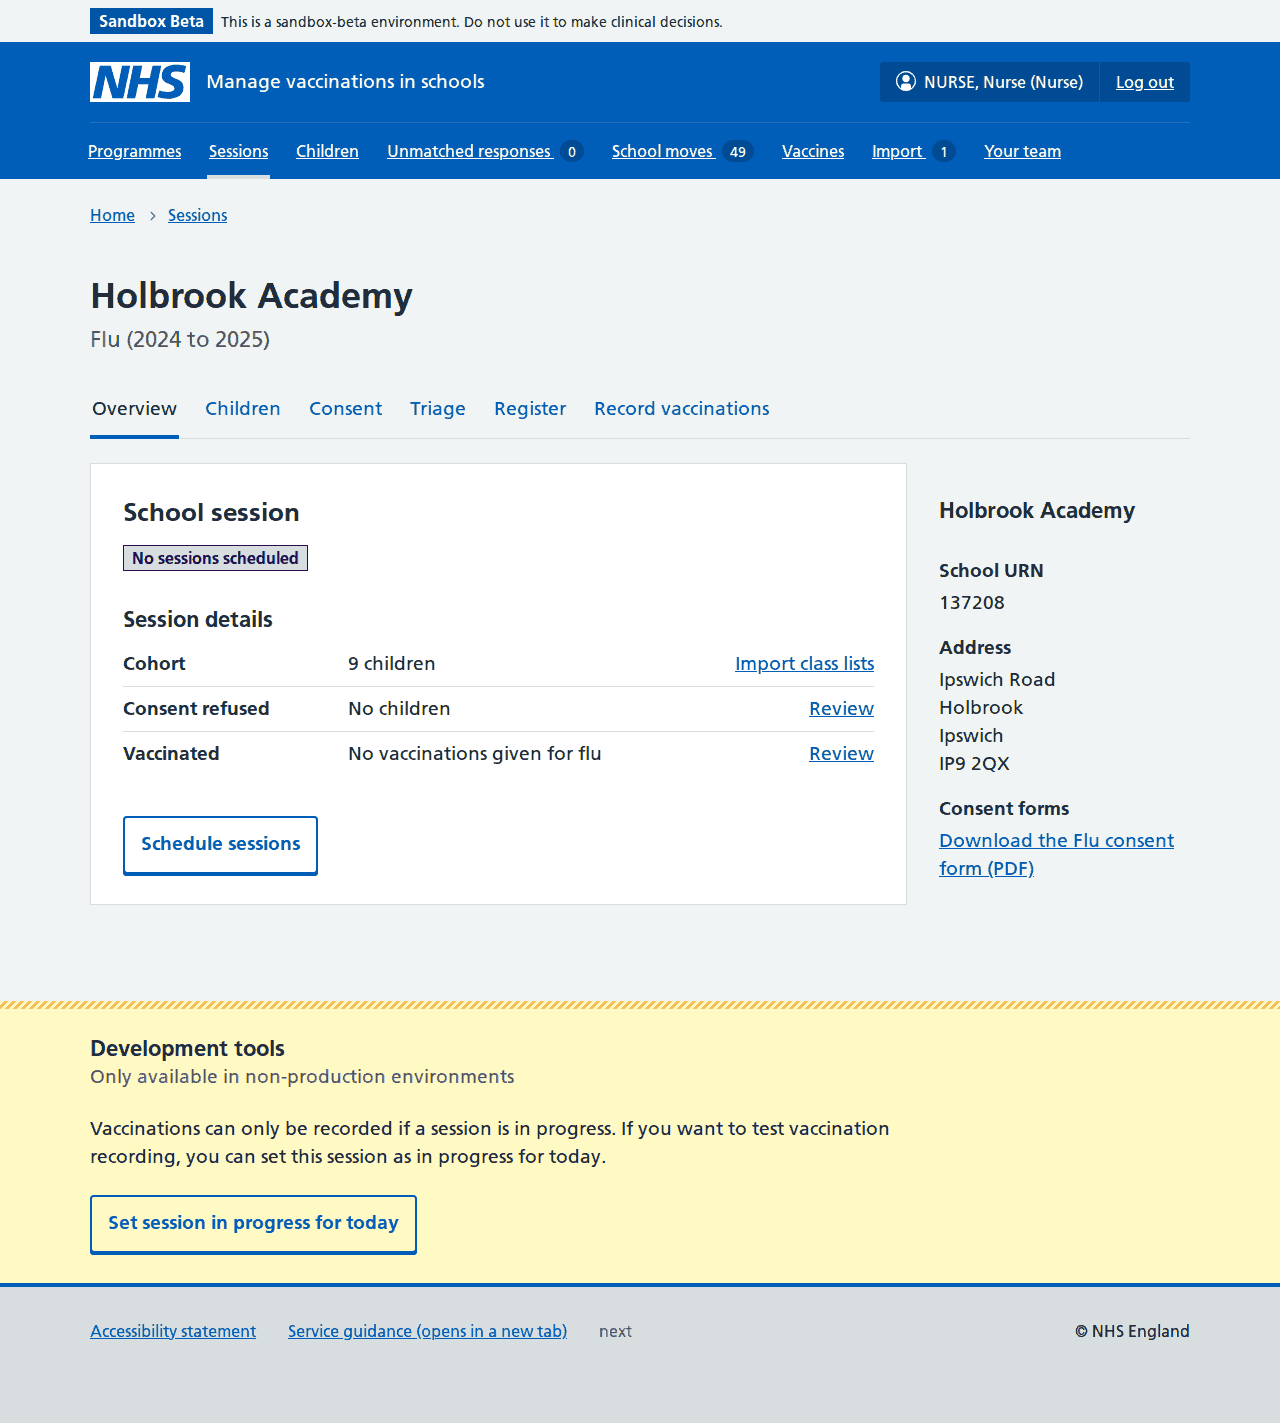 Sandbox Beta This is a sandbox-beta environment. Do not use it to make clinical decisions.
NHS Manage vaccinations in schools NURSE, Nurse (Nurse) Log out
Programmes Sessions Children Unmatched responses 0 School moves 49 Vaccines Import 1 Your team
Home Sessions
Holbrook Academy
Flu (2024 to 2025)
Overview Children Consent Triage Register Record vaccinations
School session
No sessions scheduled
Session details
Cohort 9 children Import class lists
Consent refused No children Review
Vaccinated No vaccinations given for flu Review
Schedule sessions
Holbrook Academy
School URN
137208
Address
Ipswich Road
Holbrook
Ipswich
IP9 2QX
Consent forms
Download the Flu consent
form (PDF)
Development tools
Only available in non-production environments
Vaccinations can only be recorded if a session is in progress. If you want to test vaccination
recording, you can set this session as in progress for today.
Set session in progress for today
Accessibility statement Service guidance (opens in a new tab) next © NHS England